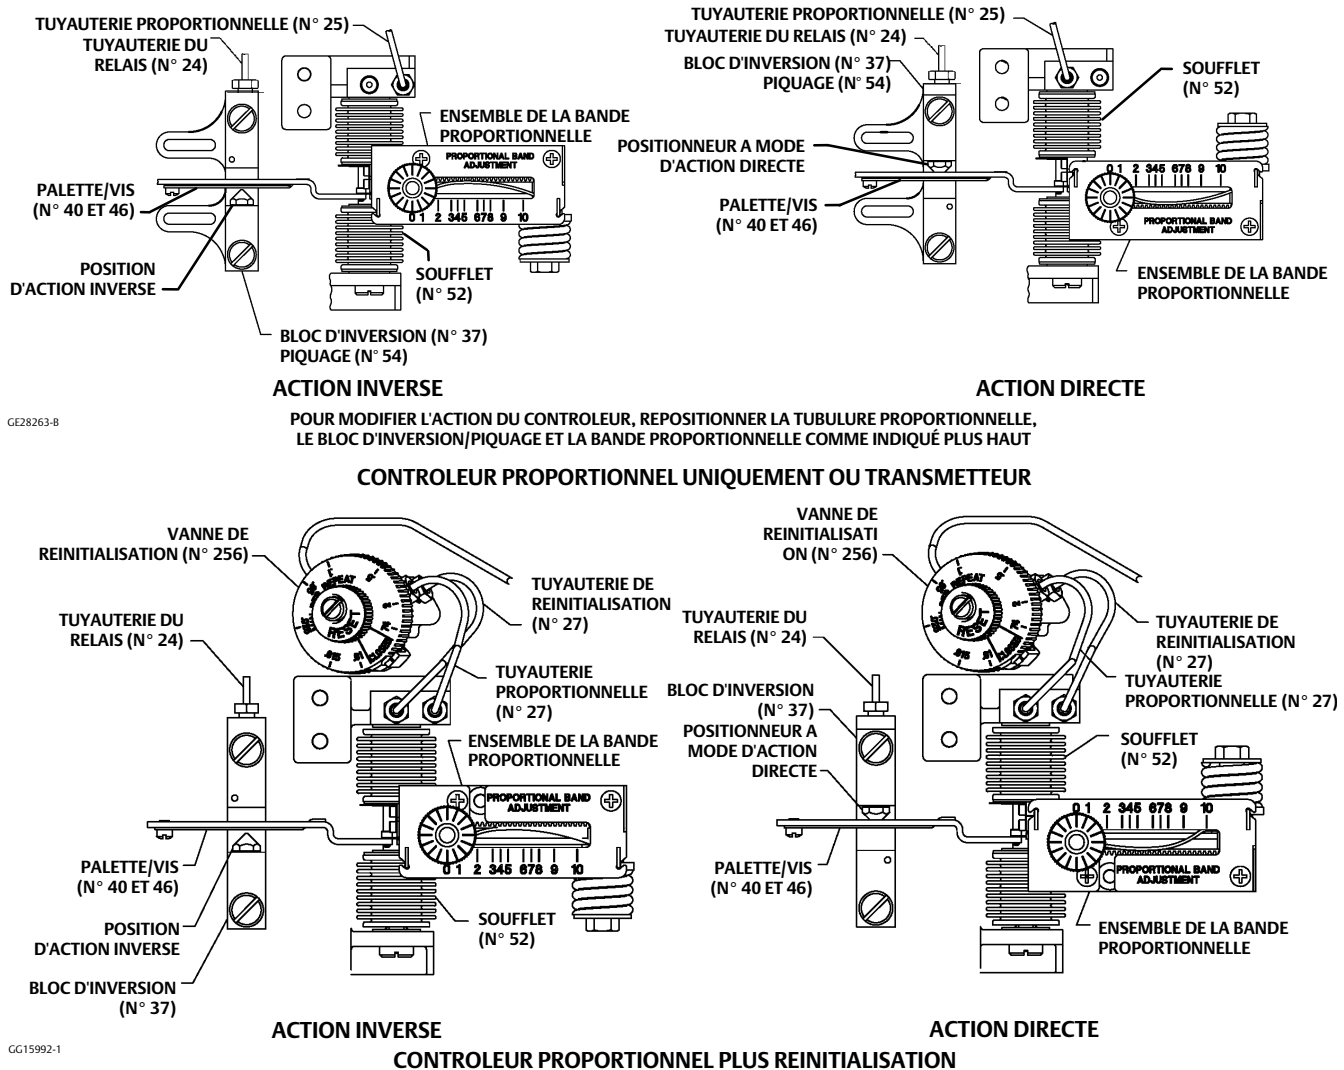 TUYAUTERIE PROPORTIONNELLE (N° 25)
TUYAUTERIE DU
RELAIS (N° 24)
ENSEMBLE DE LA BANDE
PROPORTIONNELLE
PROPORTIONAL BAND
ADJUSTMENT
0 1 2 345 678 9 10
PALETTE/VIS
(N° 40 ET 46)
POSITION
D'ACTION INVERSE
SOUFFLET
(N° 52)
BLOC D'INVERSION (N° 37)
PIQUAGE (N° 54)
ACTION INVERSE
TUYAUTERIE PROPORTIONNELLE (N° 25)
TUYAUTERIE DU RELAIS (N° 24)
BLOC D'INVERSION (N° 37)
PIQUAGE (N° 54)
SOUFFLET
(N° 52)
POSITIONNEUR A MODE
D'ACTION DIRECTE
0 1 2 345 678 9 10
PROPORTIONAL BAND
ADJUSTMENT
PALETTE/VIS
(N° 40 ET 46)
ENSEMBLE DE LA BANDE
PROPORTIONNELLE
ACTION DIRECTE
GE28263-B
POUR MODIFIER L'ACTION DU CONTROLEUR, REPOSITIONNER LA TUBULURE PROPORTIONNELLE,
LE BLOC D'INVERSION/PIQUAGE ET LA BANDE PROPORTIONNELLE COMME INDIQUÉ PLUS HAUT
CONTROLEUR PROPORTIONNEL UNIQUEMENT OU TRANSMETTEUR
VANNE DE
REINITIALISATION (N° 256)
REPEAT
RESET
CLOSED
.01
.015
TUYAUTERIE DE
REINITIALISATION
(N° 27)
TUYAUTERIE DU
RELAIS (N° 24)
TUYAUTERIE
PROPORTIONNELLE
(N° 27)
ENSEMBLE DE LA BANDE
PROPORTIONNELLE
PROPORTIONAL BAND
ADJUSTMENT
0 1 2 345 678 9 10
PALETTE/VIS
(N° 40 ET 46)
POSITION
D'ACTION INVERSE
SOUFFLET
(N° 52)
BLOC D'INVERSION
(N° 37)
ACTION INVERSE
VANNE DE
REINITIALISATI
ON (N° 256)
REPEAT
RESET
CLOSED
.01
.015
TUYAUTERIE DU
RELAIS (N° 24)
TUYAUTERIE DE
REINITIALISATION
(N° 27)
TUYAUTERIE
PROPORTIONNELLE (N° 27)
BLOC D'INVERSION
(N° 37)
POSITIONNEUR A
MODE D'ACTION
DIRECTE
SOUFFLET
(N° 52)
0 1 2 345 678 9 10
PROPORTIONAL BAND
ADJUSTMENT
PALETTE/VIS
(N° 40 ET 46)
ENSEMBLE DE LA BANDE
PROPORTIONNELLE
ACTION DIRECTE
GG15992-1
CONTROLEUR PROPORTIONNEL PLUS REINITIALISATION